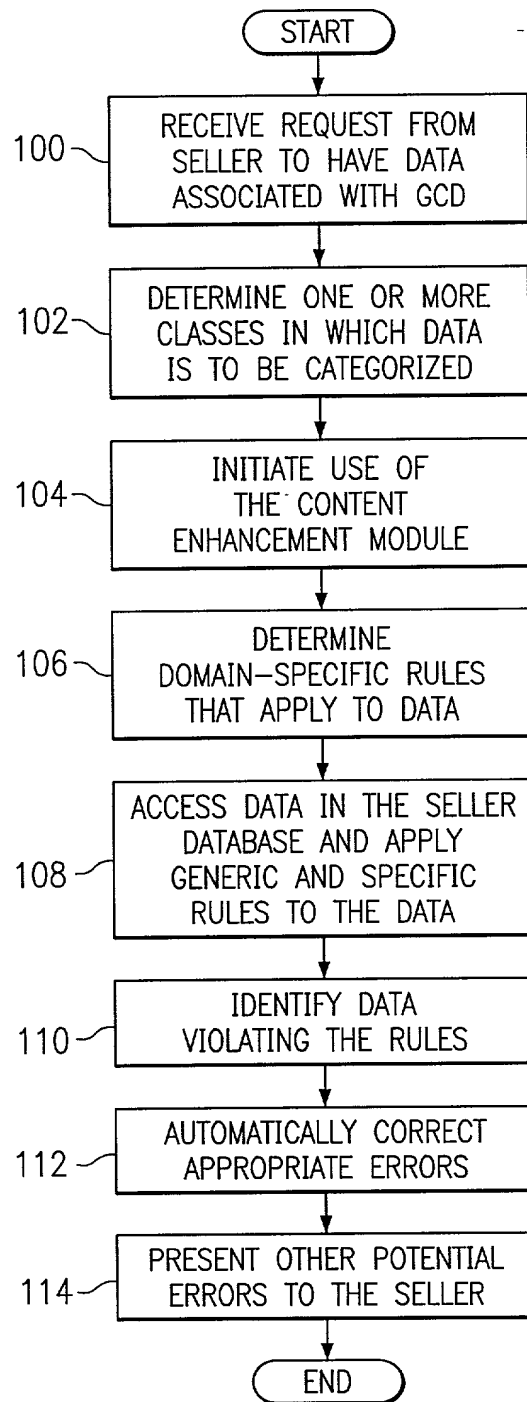 START
100
RECEIVE REQUEST FROM
SELLER TO HAVE DATA
ASSOCIATED WITH GCD
102
DETERMINE ONE OR MORE
CLASSES IN WHICH DATA
IS TO BE CATEGORIZED
104
INITIATE USE OF
THE CONTENT
ENHANCEMENT MODULE
106
DETERMINE
DOMAIN-SPECIFIC RULES
THAT APPLY TO DATA
108
ACCESS DATA IN THE SELLER
DATABASE AND APPLY
GENERIC AND SPECIFIC
RULES TO THE DATA
110
IDENTIFY DATA
VIOLATING THE RULES
112
AUTOMATICALLY CORRECT
APPROPRIATE ERRORS
114
PRESENT OTHER POTENTIAL
ERRORS TO THE SELLER
END